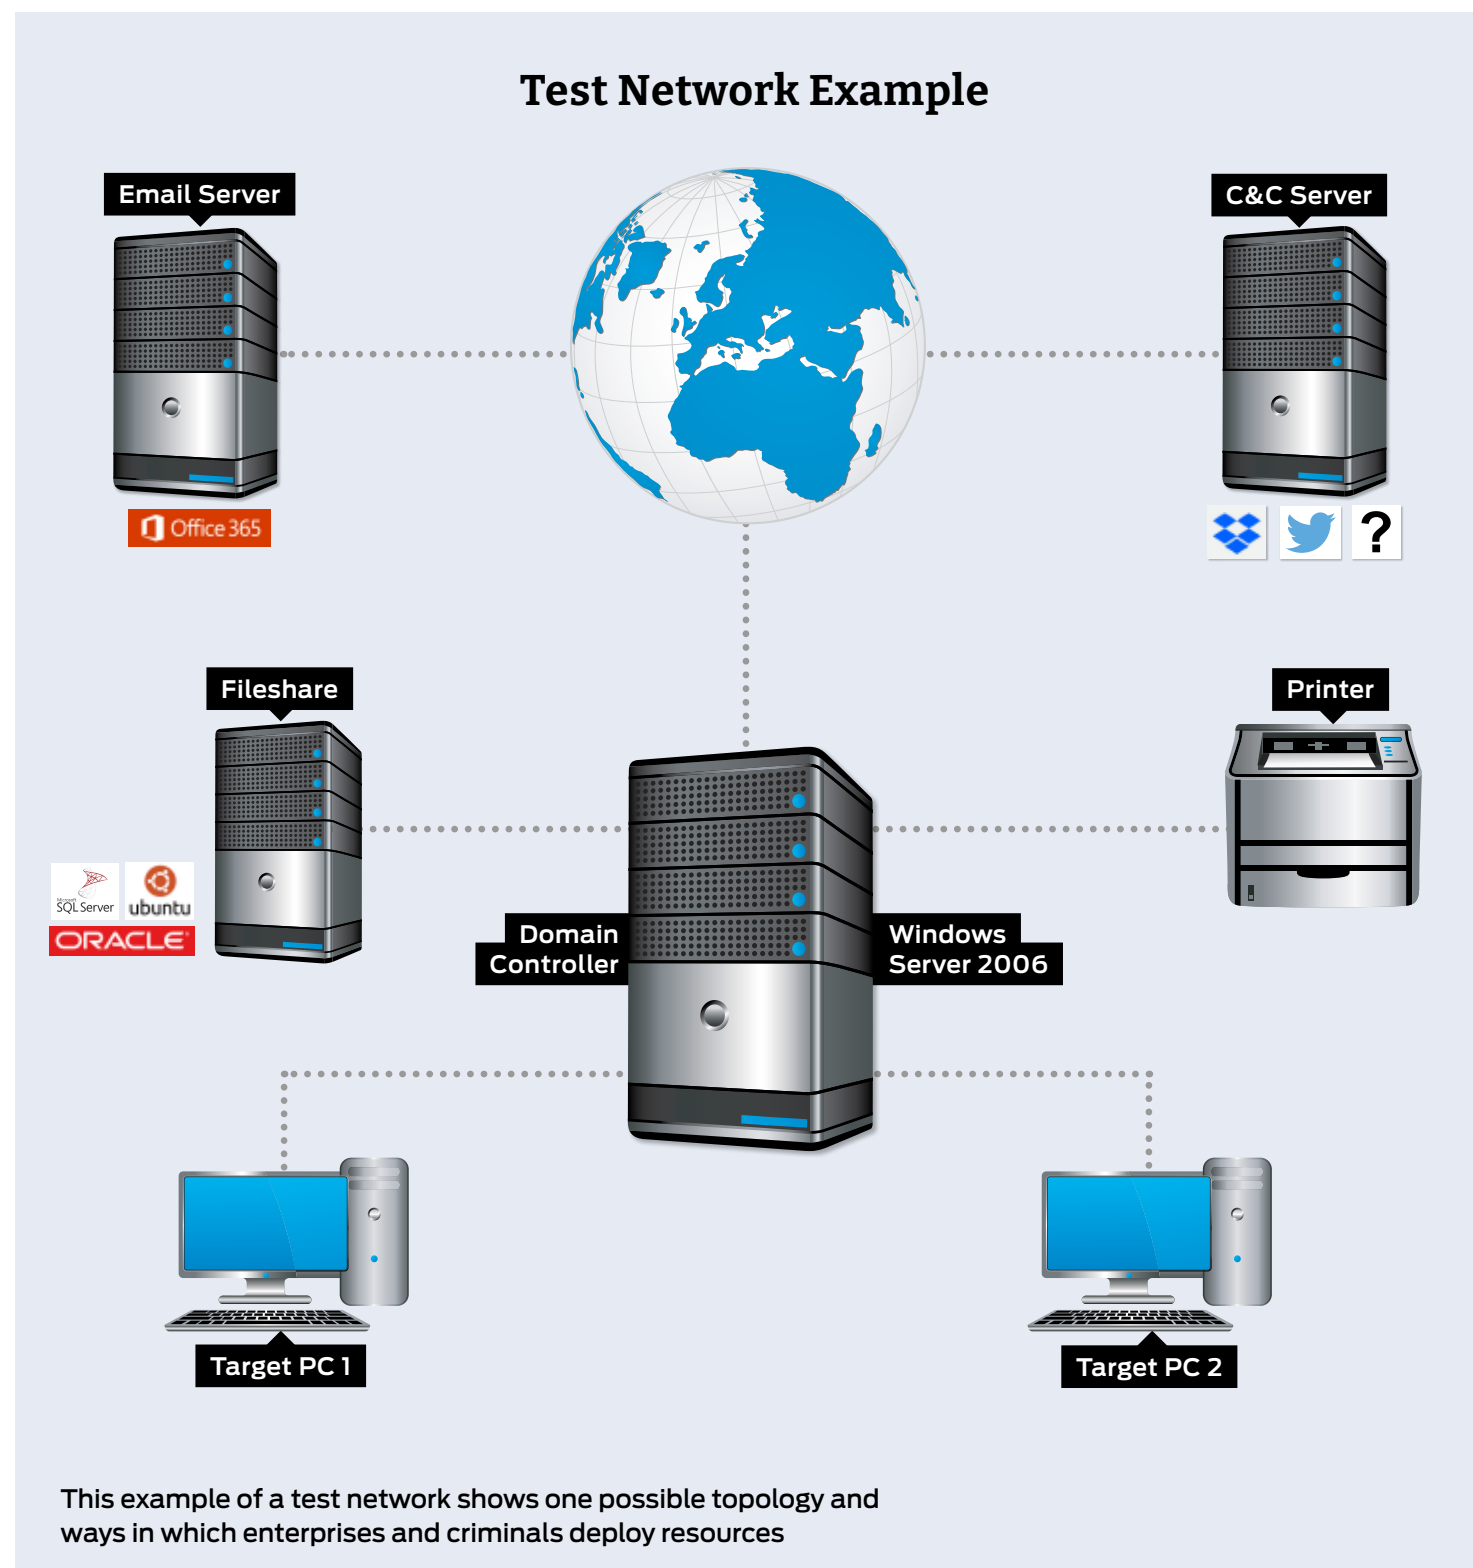 Test Network Example
Email Server
C&C Server
Office 365
?
Fileshare
Printer
Microsoft
SQL Server
ubuntu
ORACLE
Domain
Controller
Windows
Server 2006
Target PC 1
Target PC 2
This example of a test network shows one possible topology and
ways in which enterprises and criminals deploy resources